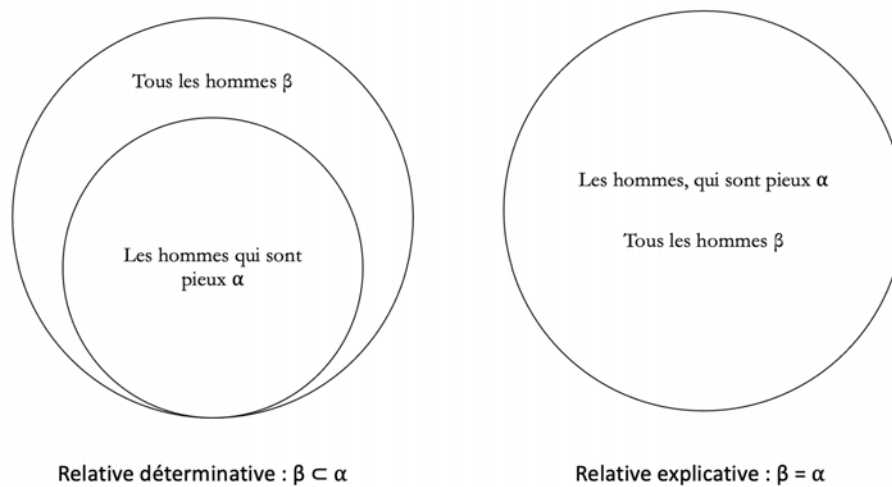 Tous les hommes β
Les hommes qui sont
pieux α
Relative déterminative : β ⊂ α
Les hommes, qui sont pieux α
Tous les hommes β
Relative explicative : β = α